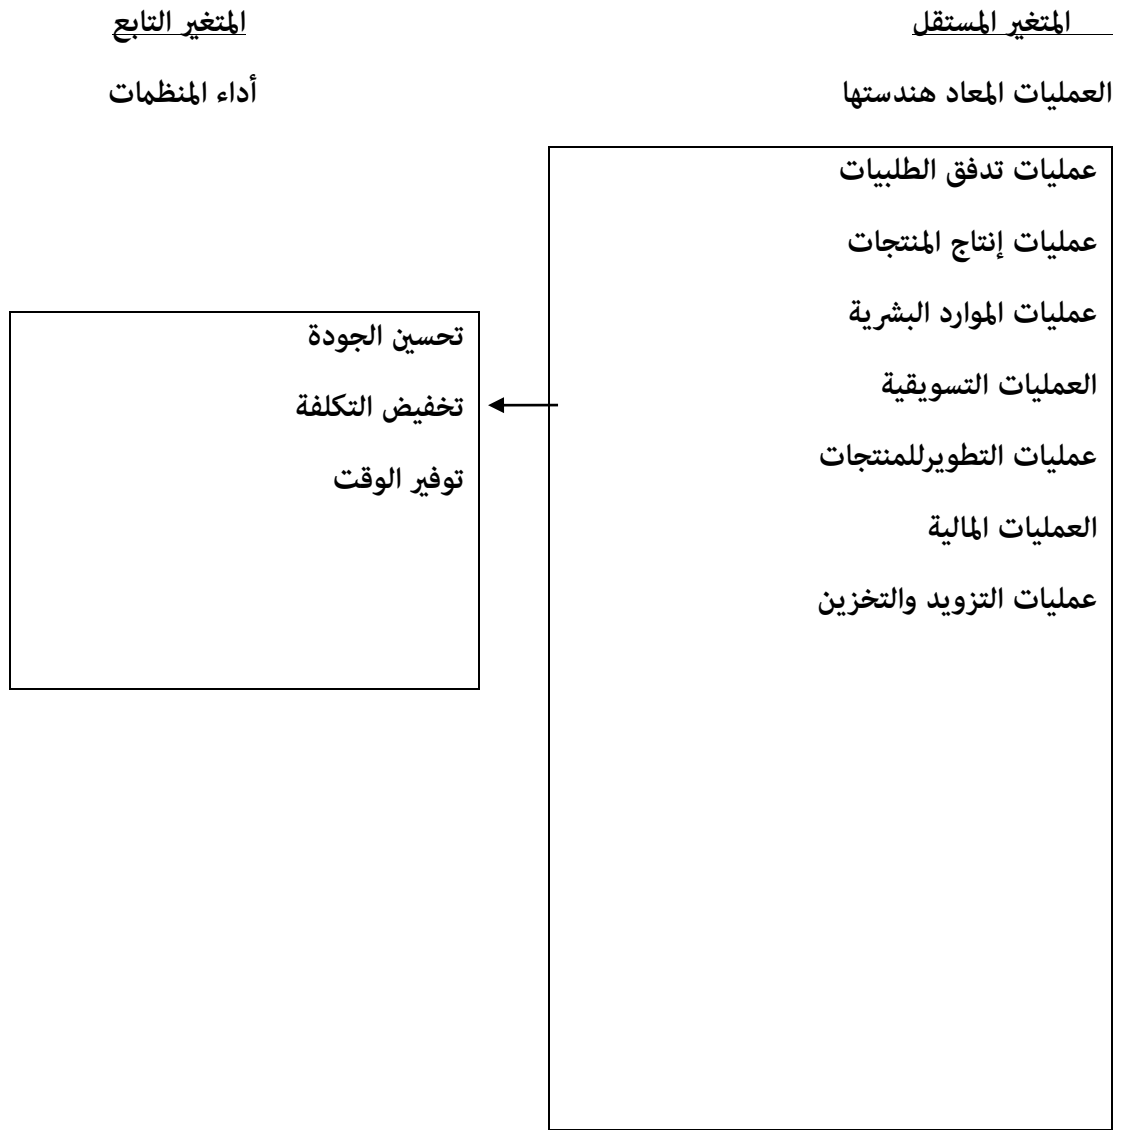 المتغير المستقل
المتغير التابع
العمليات المعاد هندستها
أداء المنظمات
عمليات تدفق الطلبيات
عمليات إنتاج المنتجات
عمليات الموارد البشرية
العمليات التسويقية
عمليات التطويرللمنتجات
العمليات المالية
عمليات التزويد والتخزين
تحسين الجودة
تخفيض التكلفة
توفير الوقت